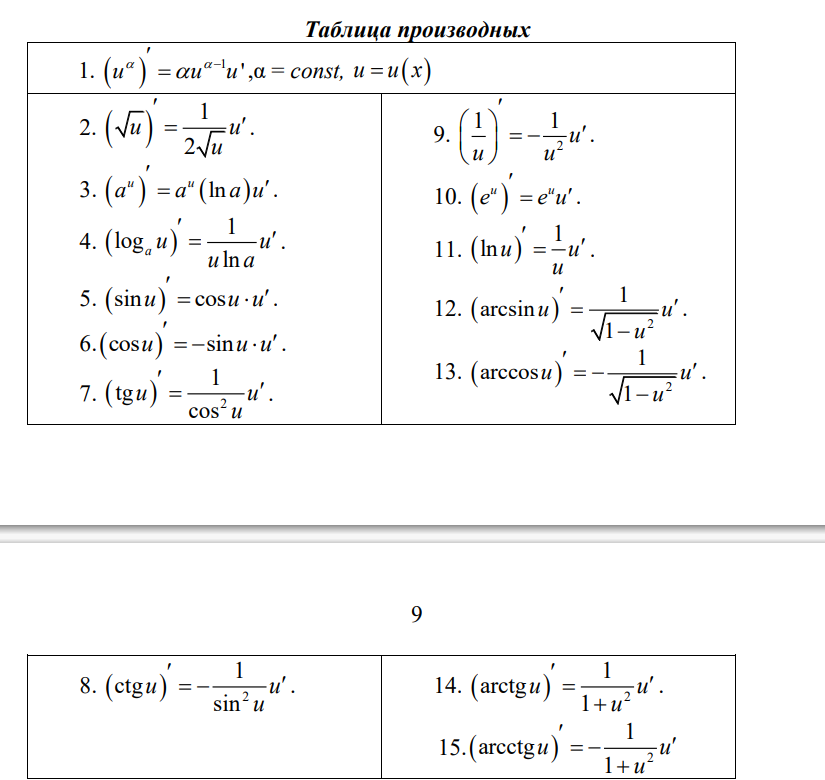 Таблица производных
1. (u^α)′ = αu^(α−1)u', α = const, u = u(x)
2. (√u)′ = 1/(2√u) u′.
3. (a^u)′ = a^u (ln a)u′.
4. (log_a u)′ = 1/(u ln a) u′.
5. (sin u)′ = cos u · u′.
6.(cos u)′ = −sin u · u′.
7. (tg u)′ = 1/(cos² u) u′.
9. (1/u)′ = −1/u² u′.
10. (e^u)′ = e^u u′.
11. (ln u)′ = 1/u u′.
12. (arcsin u)′ = 1/√(1−u²) u′.
13. (arccos u)′ = −1/√(1−u²) u′.
9
8. (ctg u)′ = −1/(sin² u) u′.
14. (arctg u)′ = 1/(1+u²) u′.
15.(arcctg u)′ = −1/(1+u²) u′